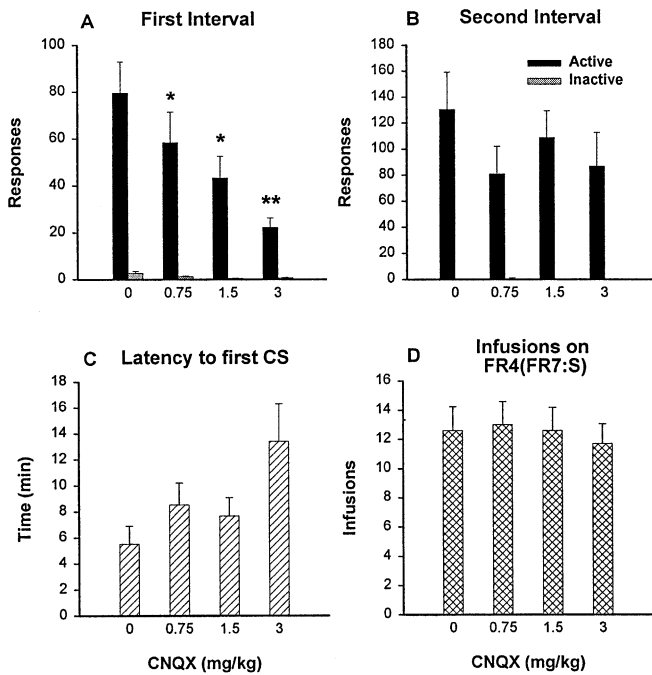 A First Interval
Responses
100
80
60
40
20
0
*
*
**
0 0.75 1.5 3
B Second Interval
Responses
180
160
140
120
100
80
60
40
20
0
Active
Inactive
0 0.75 1.5 3
C Latency to first CS
Time (min)
18
16
14
12
10
8
6
4
2
0
0 0.75 1.5 3
CNQX (mg/kg)
D Infusions on
FR4(FR7:S)
Infusions
16
14
12
10
8
6
4
2
0
0 0.75 1.5 3
CNQX (mg/kg)